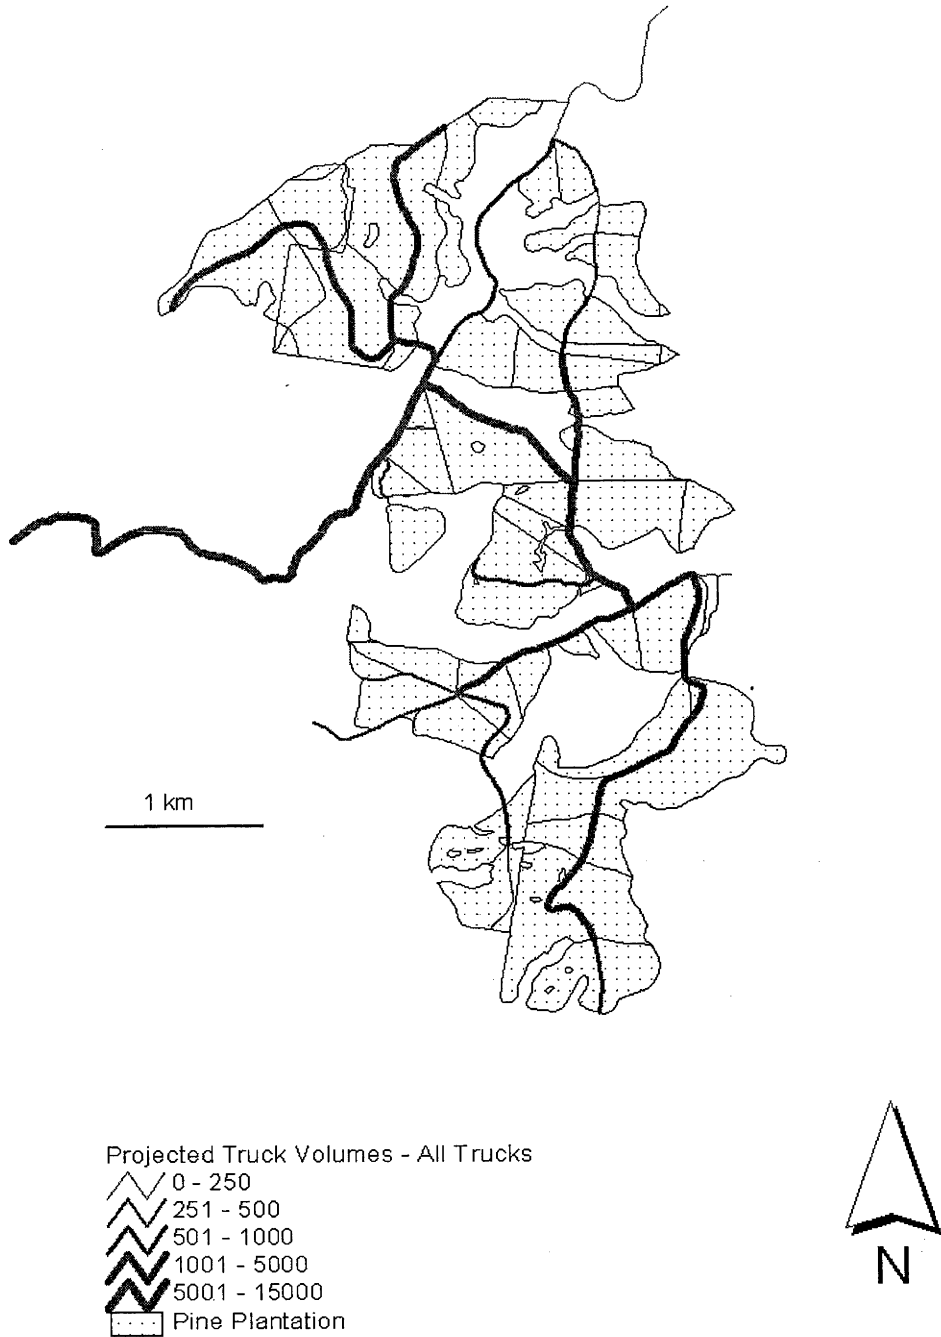 1 km
Projected Truck Volumes - All Trucks
0 - 250
251 - 500
501 - 1000
1001 - 5000
5001 - 15000
Pine Plantation
N